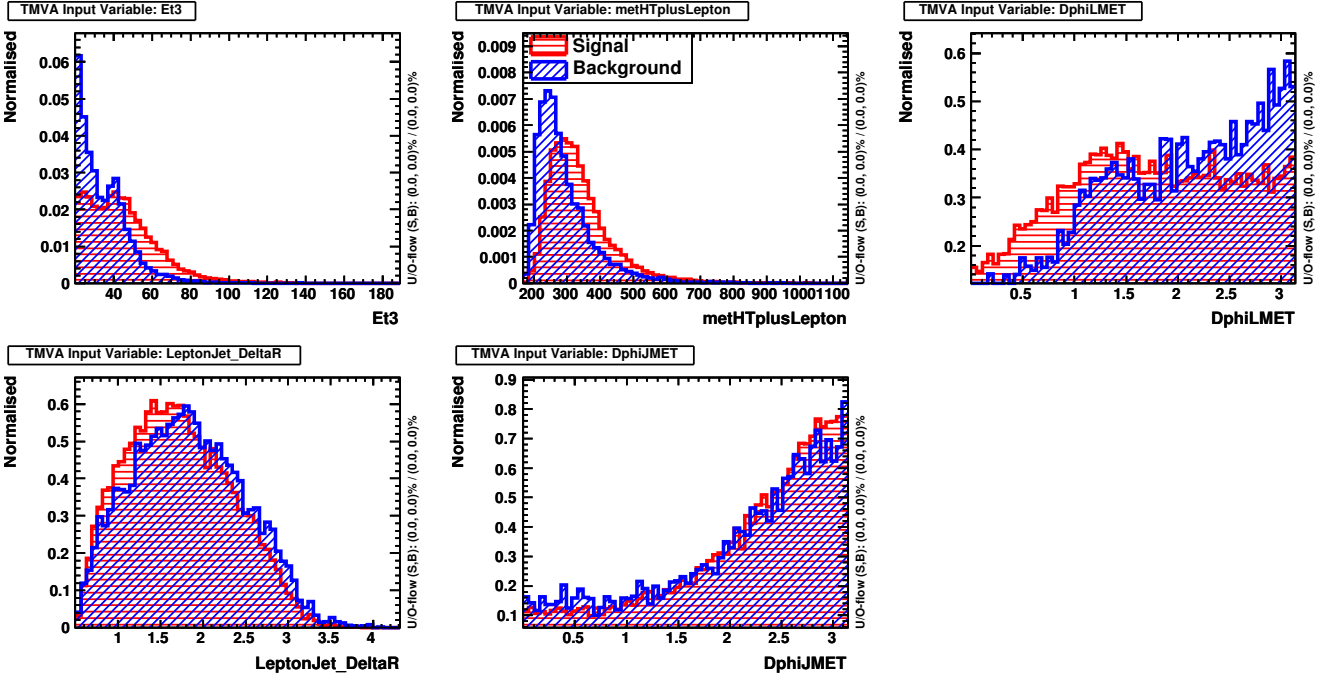 TMVA Input Variable: Et3
Normalised
0.06
0.05
0.04
0.03
0.02
0.01
0
40 60 80 100 120 140 160 180
Et3
U/O-flow (S,B): (0.0, 0.0)% / (0.0, 0.0)%
TMVA Input Variable: metHTplusLepton
Normalised
0.009
0.008
0.007
0.006
0.005
0.004
0.003
0.002
0.001
0
Signal
Background
200 300 400 500 600 700 800 900 1000 1100
metHTplusLepton
U/O-flow (S,B): (0.0, 0.0)% / (0.0, 0.0)%
TMVA Input Variable: DphiLMET
Normalised
0.6
0.5
0.4
0.3
0.2
0.5 1 1.5 2 2.5 3
DphiLMET
U/O-flow (S,B): (0.0, 0.0)% / (0.0, 0.0)%
TMVA Input Variable: LeptonJet_DeltaR
Normalised
0.6
0.5
0.4
0.3
0.2
0.1
0
1 1.5 2 2.5 3 3.5 4
LeptonJet_DeltaR
U/O-flow (S,B): (0.0, 0.0)% / (0.0, 0.0)%
TMVA Input Variable: DphiJMET
Normalised
0.9
0.8
0.7
0.6
0.5
0.4
0.3
0.2
0.1
0.5 1 1.5 2 2.5 3
DphiJMET
U/O-flow (S,B): (0.0, 0.0)% / (0.0, 0.0)%